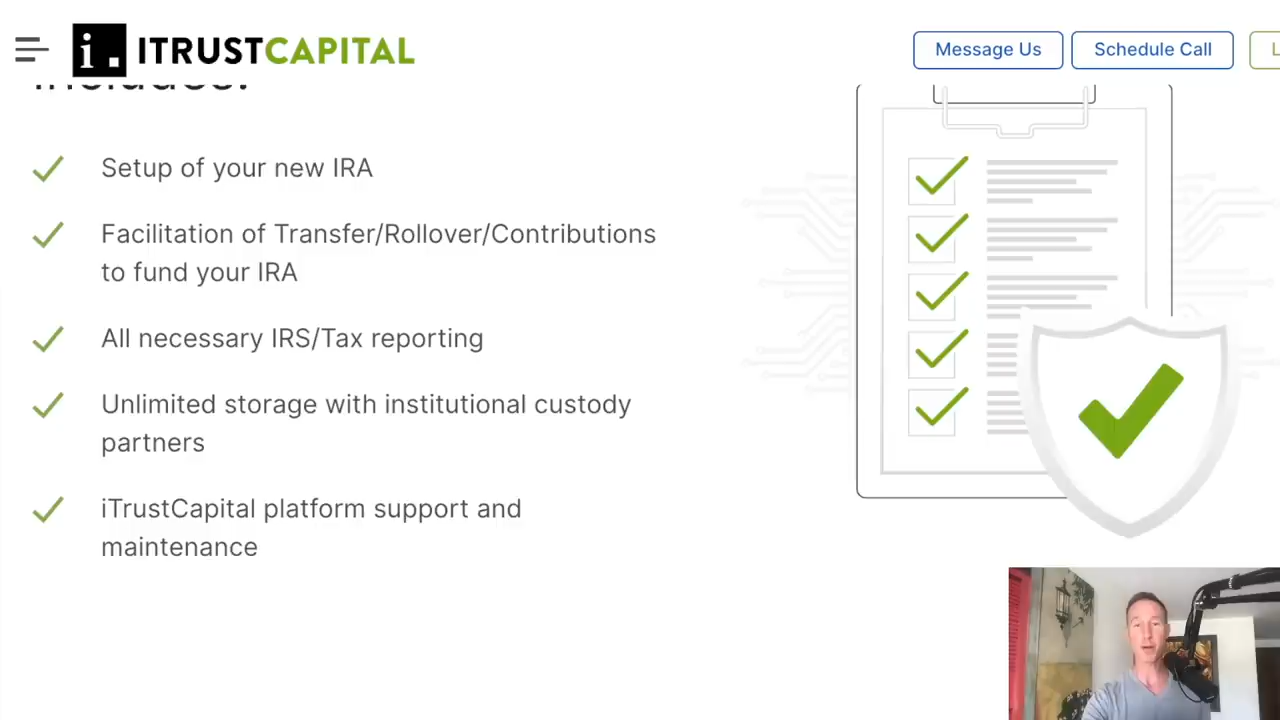 i. ITRUSTCAPITAL
Message Us
Schedule Call
L
Setup of your new IRA
Facilitation of Transfer/Rollover/Contributions
to fund your IRA
All necessary IRS/Tax reporting
Unlimited storage with institutional custody
partners
iTrustCapital platform support and
maintenance